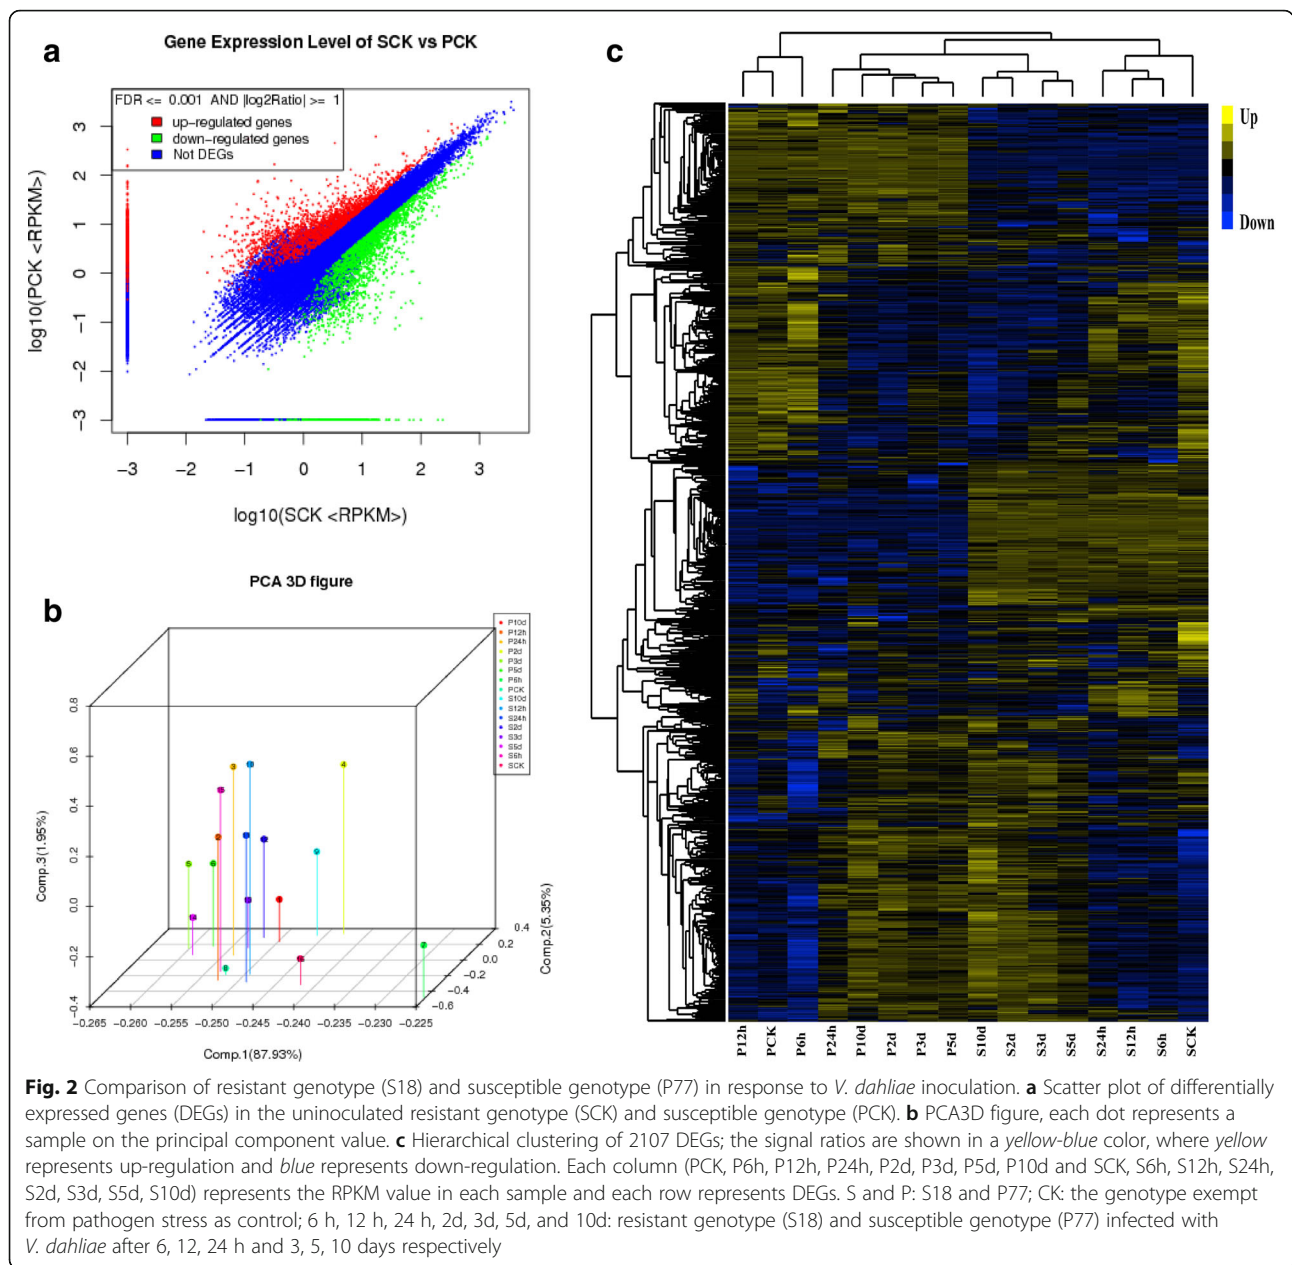 a
Gene Expression Level of SCK vs PCK
FDR <= 0.001 AND |log2Ratio| >= 1
up-regulated genes
down-regulated genes
Not DEGs
log10(PCK <RPKM>)
3
2
1
0
−1
−2
−3
−3 −2 −1 0 1 2 3
log10(SCK <RPKM>)
b
PCA 3D figure
P10d
P12h
P24h
P2d
P3d
P5d
P6h
PCK
S10d
S12h
S24h
S2d
S3d
S5d
S6h
SCK
Comp.3(1.95%)
0.8
0.6
0.4
0.2
0.0
−0.2
−0.4
Comp.2(5.35%)
0.4
0.2
0.0
−0.2
−0.4
−0.6
−0.265 −0.260 −0.255 −0.250 −0.245 −0.240 −0.230 −0.225
Comp.1(87.93%)
c
Up
Down
P12h PCK P6h P24h P10d P2d P3d P5d S10d S2d S3d S5d S24h S12h S6h SCK
Fig. 2 Comparison of resistant genotype (S18) and susceptible genotype (P77) in response to V. dahliae inoculation. a Scatter plot of differentially
expressed genes (DEGs) in the uninoculated resistant genotype (SCK) and susceptible genotype (PCK). b PCA3D figure, each dot represents a
sample on the principal component value. c Hierarchical clustering of 2107 DEGs; the signal ratios are shown in a yellow-blue color, where yellow
represents up-regulation and blue represents down-regulation. Each column (PCK, P6h, P12h, P24h, P2d, P3d, P5d, P10d and SCK, S6h, S12h, S24h,
S2d, S3d, S5d, S10d) represents the RPKM value in each sample and each row represents DEGs. S and P: S18 and P77; CK: the genotype exempt
from pathogen stress as control; 6 h, 12 h, 24 h, 2d, 3d, 5d, and 10d: resistant genotype (S18) and susceptible genotype (P77) infected with
V. dahliae after 6, 12, 24 h and 3, 5, 10 days respectively